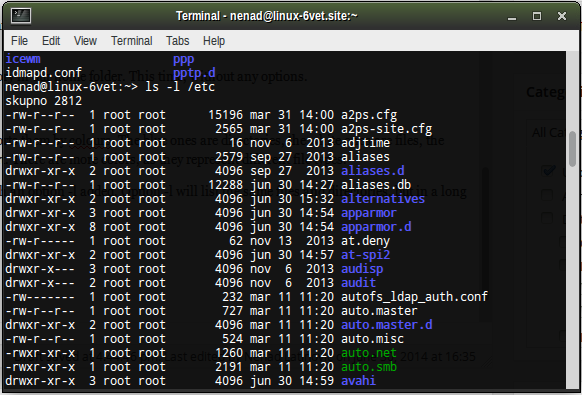 Terminal - nenad@linux-6vet.site:~
File Edit View Terminal Tabs Help
icewm ppp
idmapd.conf pptp.d
nenad@linux-6vet:~> ls -l /etc
skupno 2812
-rw-r--r-- 1 root root 15196 mar 31 14:00 a2ps.cfg
-rw-r--r-- 1 root root 2565 mar 31 14:00 a2ps-site.cfg
-rw-r--r-- 1 root root 16 nov 6 2013 adjtime
-rw-r--r-- 1 root root 2579 sep 27 2013 aliases
drwxr-xr-x 2 root root 4096 sep 27 2013 aliases.d
-rw-r--r-- 1 root root 12288 jun 30 14:27 aliases.db
drwxr-xr-x 2 root root 4096 jun 30 15:32 alternatives
drwxr-xr-x 3 root root 4096 jun 30 14:54 apparmor
drwxr-xr-x 8 root root 4096 jun 30 14:54 apparmor.d
-rw-r----- 1 root root 62 nov 13 2013 at.deny
drwxr-xr-x 2 root root 4096 jun 30 14:57 at-spi2
drwxr-x--- 3 root root 4096 nov 6 2013 audisp
drwxr-x--- 2 root root 4096 nov 6 2013 audit
-rw------- 1 root root 232 mar 11 11:20 autofs_ldap_auth.conf
-rw-r--r-- 1 root root 727 mar 11 11:20 auto.master
drwxr-xr-x 2 root root 4096 mar 11 11:20 auto.master.d
-rw-r--r-- 1 root root 524 mar 11 11:20 auto.misc
-rwxr-xr-x 1 root root 1260 mar 11 11:20 auto.net
-rwxr-xr-x 1 root root 2191 mar 11 11:20 auto.smb
drwxr-xr-x 3 root root 4096 jun 30 14:59 avahi